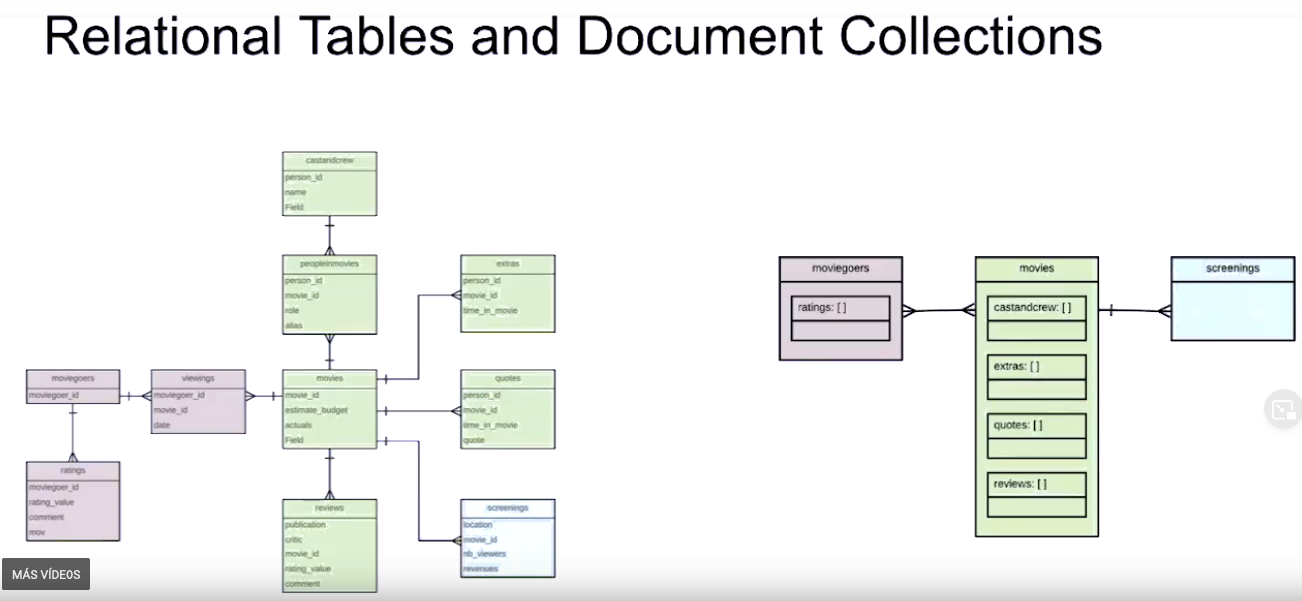 Relational Tables and Document Collections
castandcrew
person_id
name
Field
peopleinmovies
person_id
movie_id
role
alias
extras
person_id
movie_id
time_in_movie
moviegoers
moviegoer_id
viewings
moviegoer_id
movie_id
date
movies
movie_id
estimate_budget
actuals
Field
quotes
person_id
movie_id
time_in_movie
quote
ratings
moviegoer_id
rating_value
comment
mov
reviews
publication
critic
movie_id
rating_value
comment
screenings
location
movie_id
nb_viewers
revenues
moviegoers
ratings: [ ]
movies
castandcrew: [ ]
extras: [ ]
quotes: [ ]
reviews: [ ]
screenings
MÁS VÍDEOS